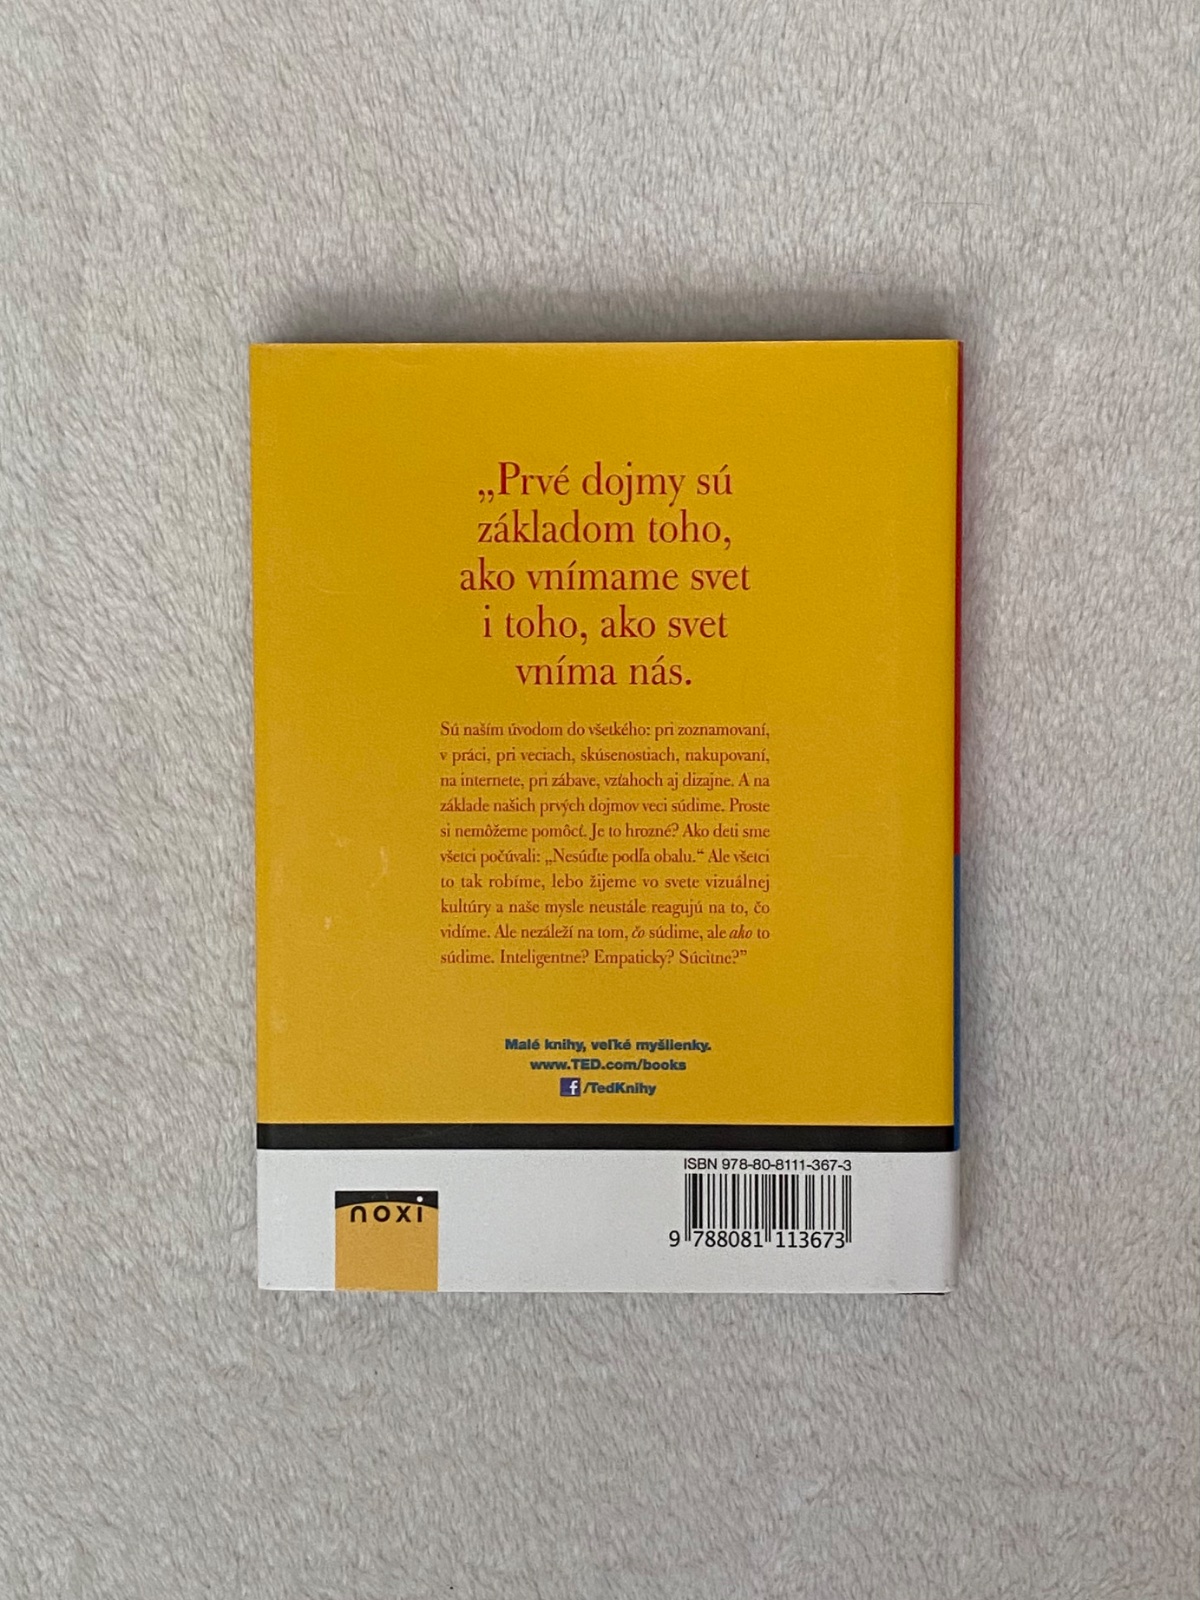 „Prvé dojmy sú
základom toho,
ako vnímame svet
i toho, ako svet
vníma nás.
Sú naším úvodom do všetkého: pri zoznamovaní,
v práci, pri veciach, skúsenostiach, nakupovaní,
na internete, pri zábave, vzťahoch aj dizajne. A na
základe našich prvých dojmov veci súdime. Proste
si nemôžeme pomôcť. Je to hrozné? Ako deti sme
všetci počúvali: „Nesúďte podľa obalu.“ Ale všetci
to tak robíme, lebo žijeme vo svete vizuálnej
kultúry a naše mysle neustále reagujú na to, čo
vidíme. Ale nezáleží na tom, čo súdime, ale ako to
súdime. Inteligentne? Empaticky? Súcitne?”
Malé knihy, veľké myšlienky.
www.TED.com/books
f /TedKnihy
ISBN 978-80-8111-367-3
noxi
9 788081 113673